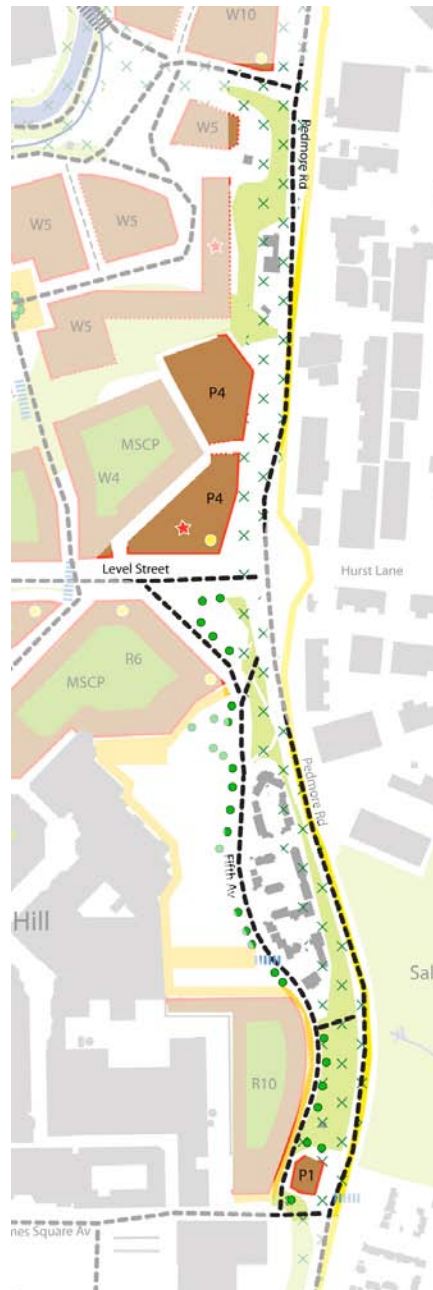 W10
W5
Pedmore Rd
W5
W5
W5
P4
MSCP
W4
P4
Level Street
Hurst Lane
R6
MSCP
Pedmore Rd
Fifth Av
Hill
Sal
R10
P1
mes Square Av